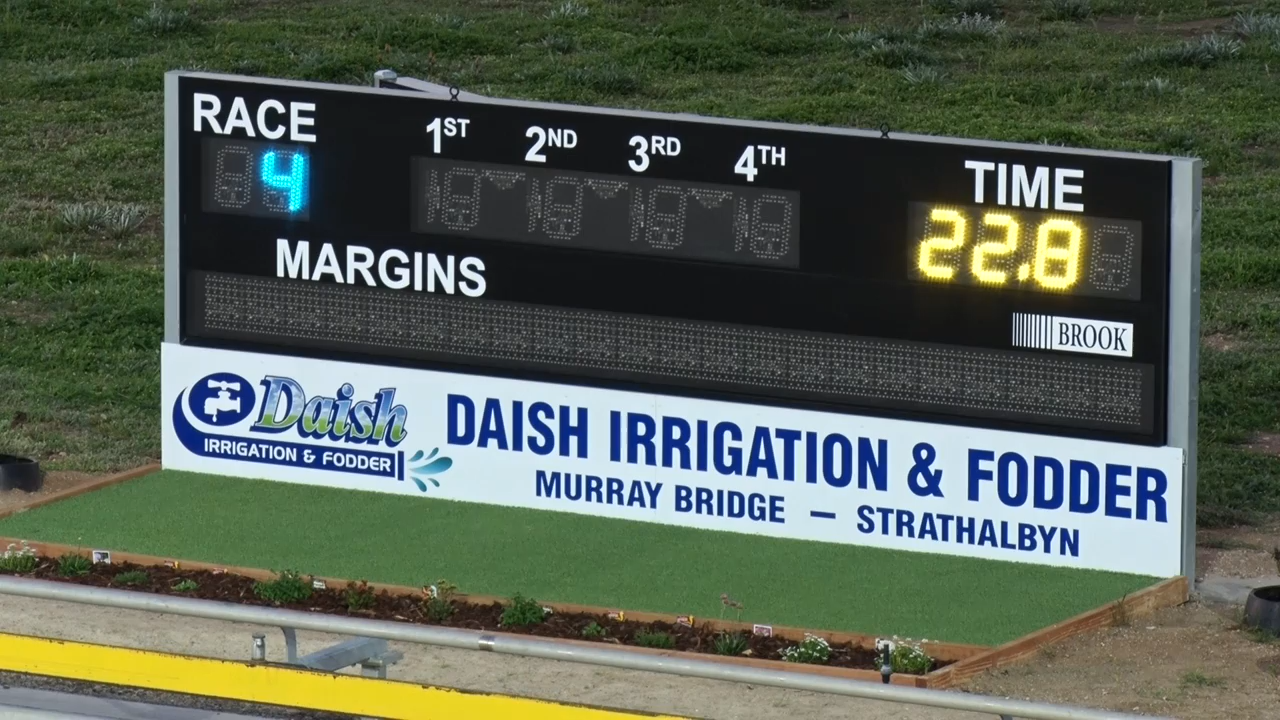 RACE
1ST 2ND 3RD 4TH
TIME
4
22.8
MARGINS
BROOK
Daish
IRRIGATION & FODDER
DAISH IRRIGATION & FODDER
MURRAY BRIDGE – STRATHALBYN